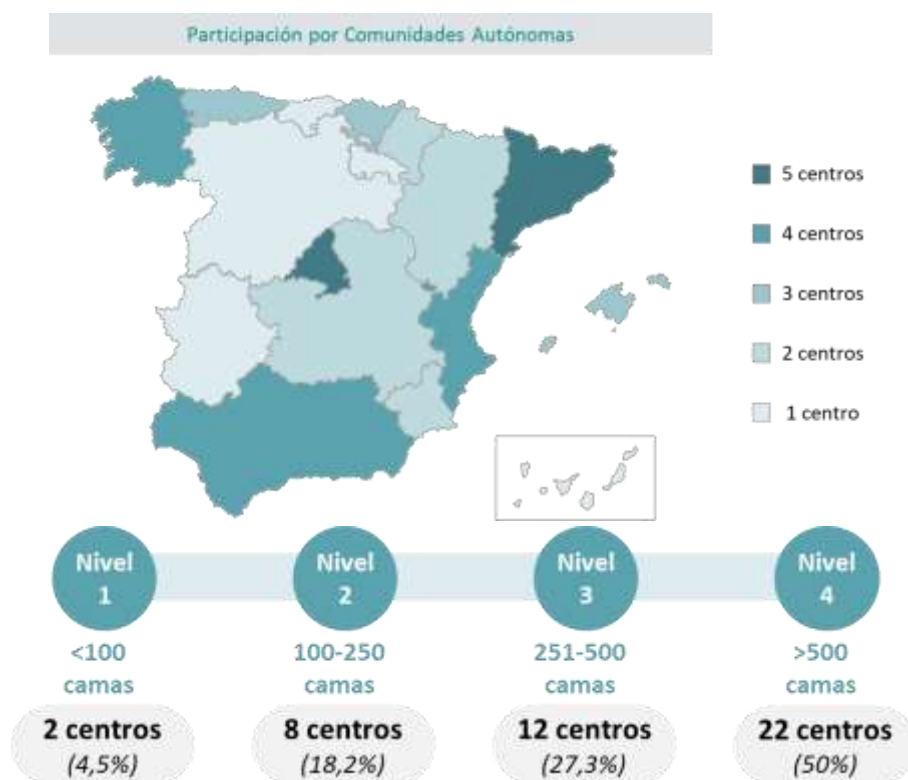 Participación por Comunidades Autónomas
5 centros
4 centros
3 centros
2 centros
1 centro
Nivel
1
Nivel
2
Nivel
3
Nivel
4
<100
camas
100-250
camas
251-500
camas
>500
camas
2 centros
(4,5%)
8 centros
(18,2%)
12 centros
(27,3%)
22 centros
(50%)